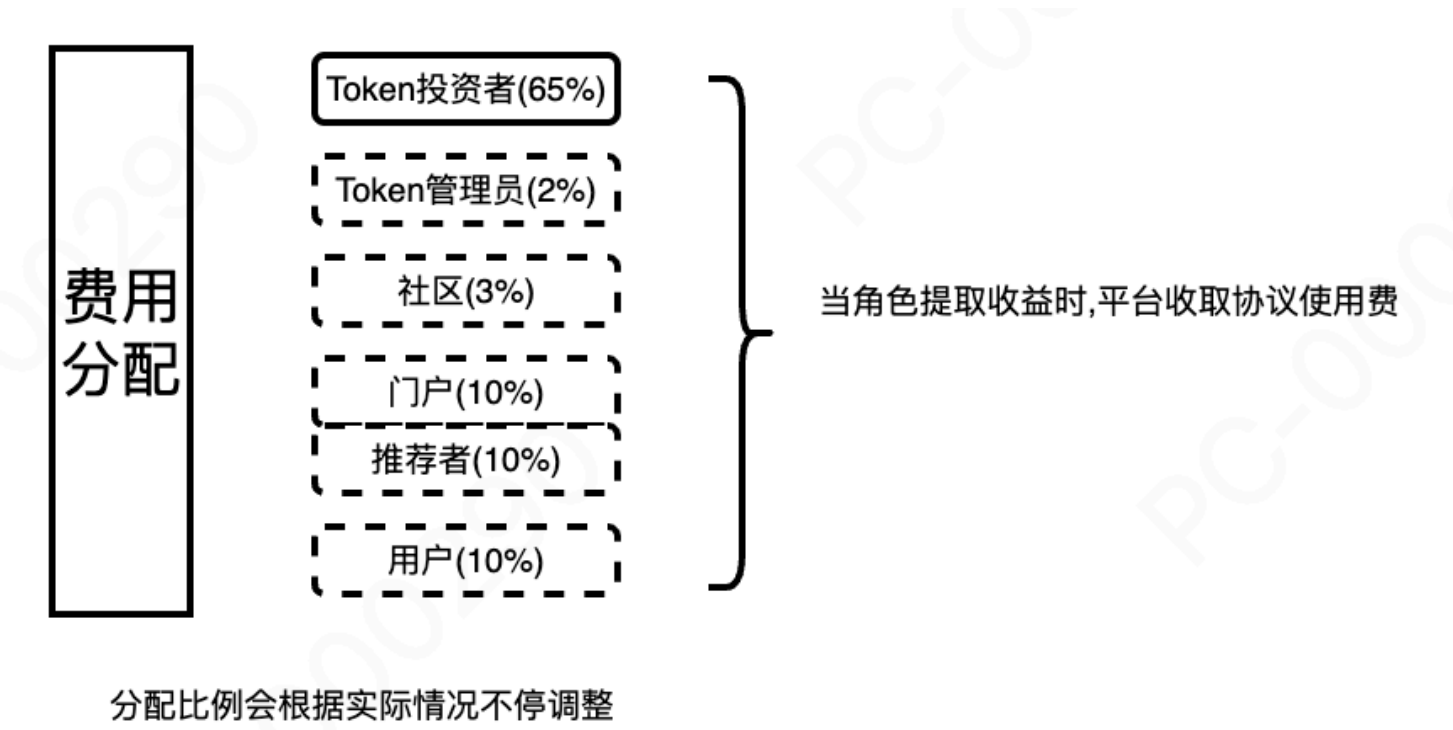 费用
分配
Token投资者(65%)
Token管理员(2%)
社区(3%)
门户(10%)
推荐者(10%)
用户(10%)
当角色提取收益时,平台收取协议使用费
分配比例会根据实际情况不停调整